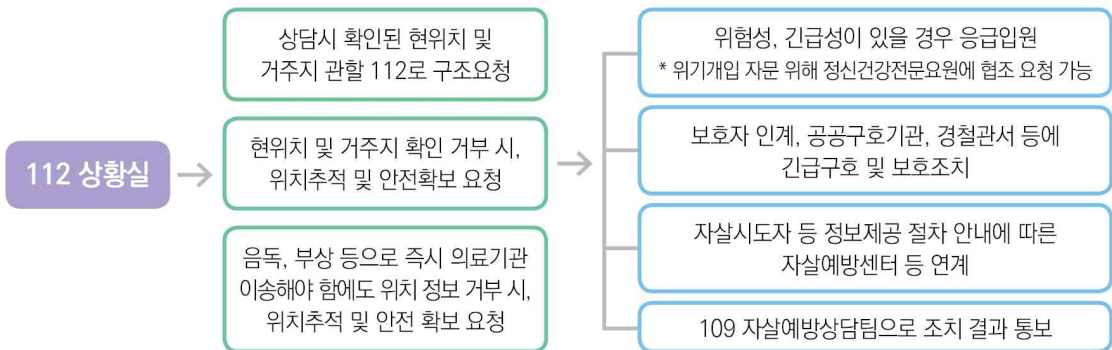 112 상황실
상담시 확인된 현위치 및
거주지 관할 112로 구조요청
현위치 및 거주지 확인 거부 시,
위치추적 및 안전확보 요청
음독, 부상 등으로 즉시 의료기관
이송해야 함에도 위치 정보 거부 시,
위치추적 및 안전 확보 요청
위험성, 긴급성이 있을 경우 응급입원
* 위기개입 자문 위해 정신건강전문요원에 협조 요청 가능
보호자 인계, 공공구호기관, 경철관서 등에
긴급구호 및 보호조치
자살시도자 등 정보제공 절차 안내에 따른
자살예방센터 등 연계
109 자살예방상담팀으로 조치 결과 통보